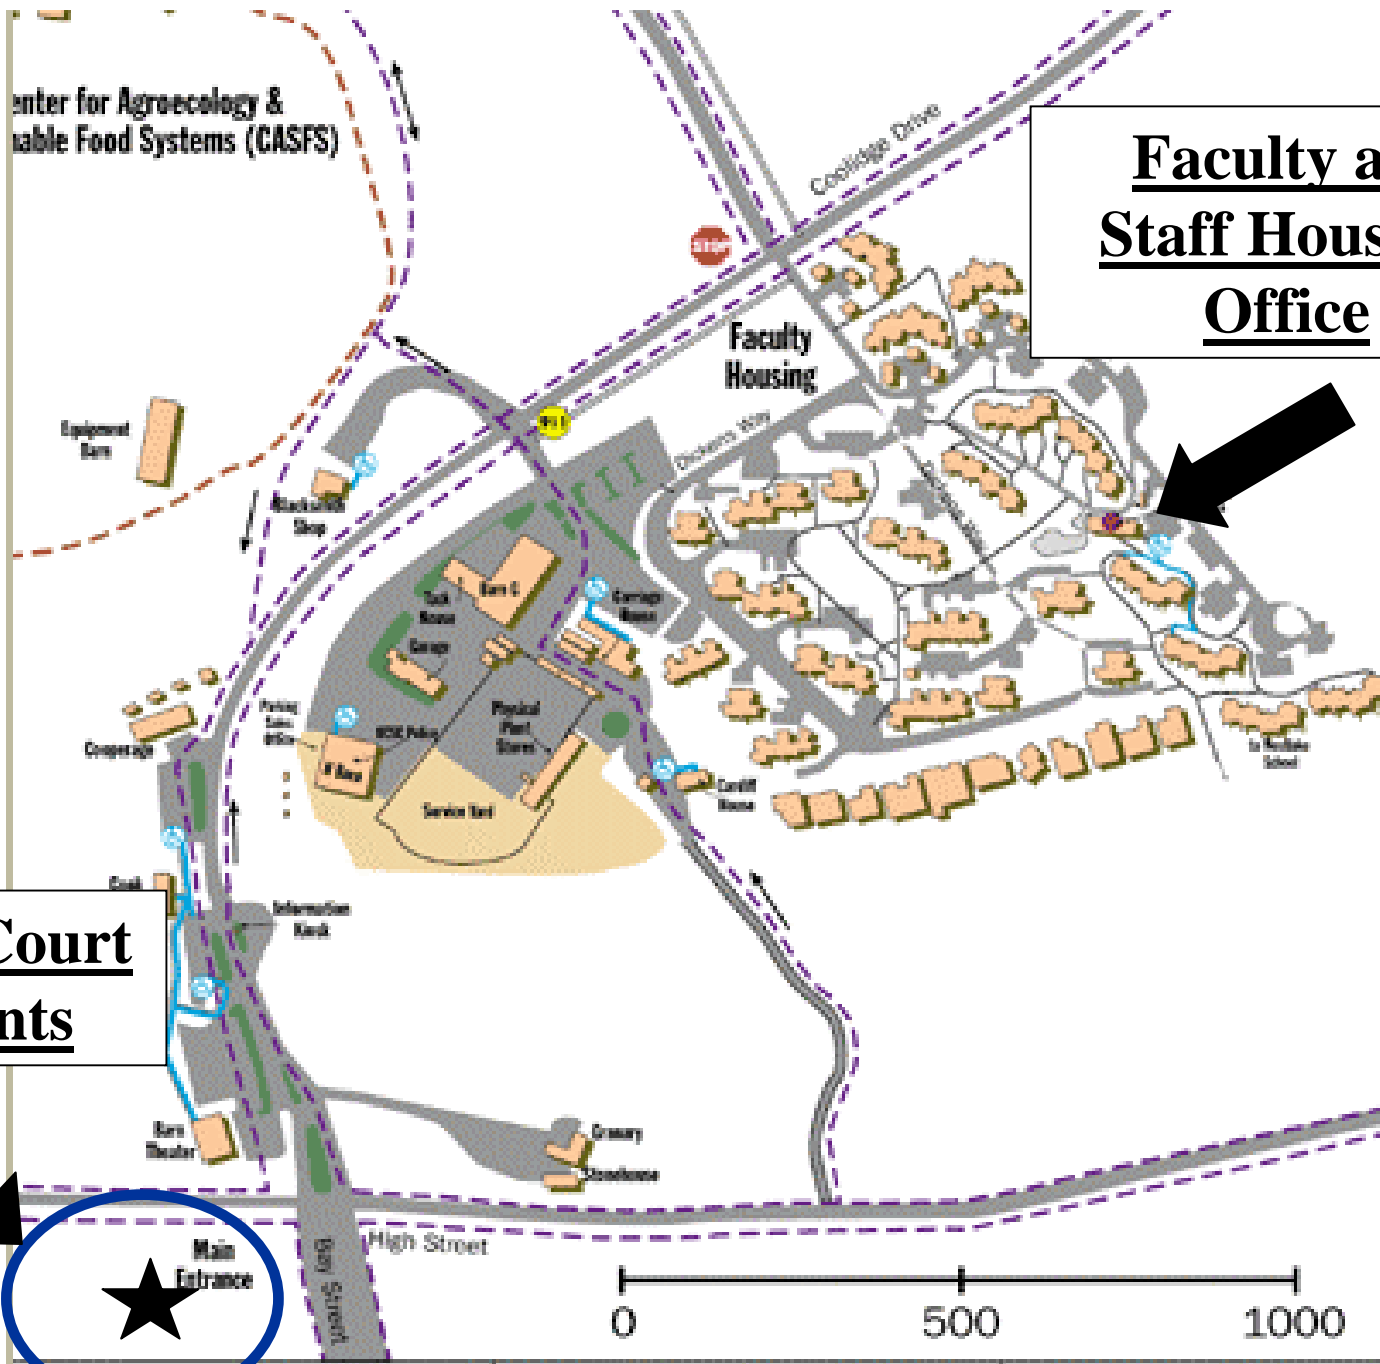 enter for Agroecology &
nable Food Systems (CASFS)
Coolidge Drive
Faculty a
Staff Hous
Office
STOP
Faculty
Housing
911
Dickens Way
Equipment
Barn
Blacksmith
Shop
Barn G
Tack
House
Carriage
House
Garage
Parking
Sales
Office
UCSC Police
Physical
Plant
Stores
H Barn
Service Yard
Cooperage
Cardiff
House
School
Cook
Information
Kiosk
Court
nts
Barn
Theater
Granary
Stonehouse
Main
Entrance
High Street
Bay Street
0 500 1000